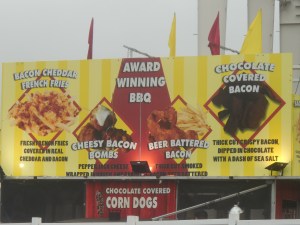 BACON CHEDDAR
FRENCH FRIES
FRESH FRENCH FRIES
COVERED IN REAL
CHEDDAR AND BACON
AWARD
WINNING
BBQ
CHEESY BACON
BOMBS
WRAPPED
BEER BATTERED
BACON
SMOKED
CHOCOLATE
COVERED
BACON
THICK CUT CRISPY BACON,
DIPPED IN CHOCOLATE
WITH A DASH OF SEA SALT
CHOCOLATE COVERED
CORN DOGS